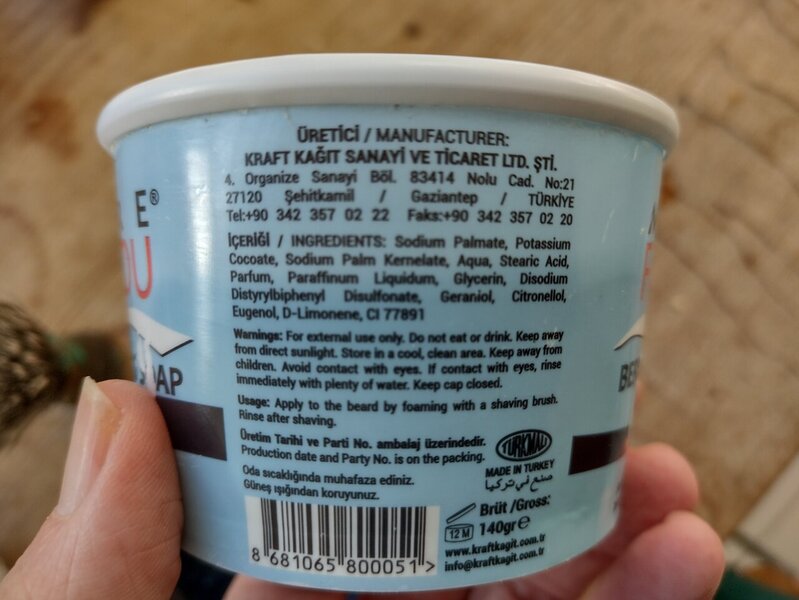 ÜRETİCİ / MANUFACTURER:
KRAFT KAĞIT SANAYİ VE TİCARET LTD. ŞTİ.
4. Organize Sanayi Böl. 83414 Nolu Cad. No:21
27120 Şehitkamil / Gaziantep / TÜRKİYE
Tel:+90 342 357 02 22 Faks:+90 342 357 02 20
İÇERİĞİ / INGREDIENTS: Sodium Palmate, Potassium
Cocoate, Sodium Palm Kernelate, Aqua, Stearic Acid,
Parfum, Paraffinum Liquidum, Glycerin, Disodium
Distyrylbiphenyl Disulfonate, Geraniol, Citronellol,
Eugenol, D-Limonene, CI 77891
Warnings: For external use only. Do not eat or drink. Keep away
from direct sunlight. Store in a cool, clean area. Keep away from
children. Avoid contact with eyes. If contact with eyes, rinse
immediately with plenty of water. Keep cap closed.
Usage: Apply to the beard by foaming with a shaving brush.
Rinse after shaving.
Üretim Tarihi ve Parti No. ambalaj üzerindedir.
Production date and Party No. is on the packing.
Oda sıcaklığında muhafaza ediniz.
Güneş ışığından koruyunuz.
TURKMALI
MADE IN TURKEY
صنع في تركيا
Brüt /Gross:
12 M
140gr e
www.kraftkagit.com.tr
info@kraftkagit.com.tr
8 681065 800051 >
E®
OU
AP
BE